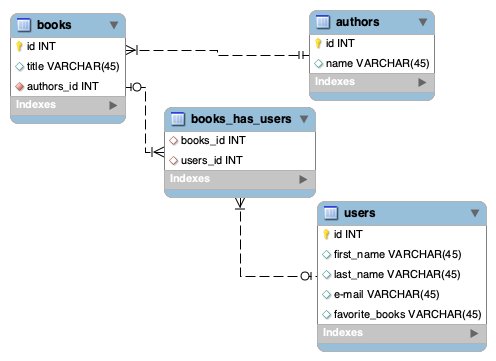 books
id INT
title VARCHAR(45)
authors_id INT
Indexes
authors
id INT
name VARCHAR(45)
Indexes
books_has_users
books_id INT
users_id INT
Indexes
users
id INT
first_name VARCHAR(45)
last_name VARCHAR(45)
e-mail VARCHAR(45)
favorite_books VARCHAR(45)
Indexes